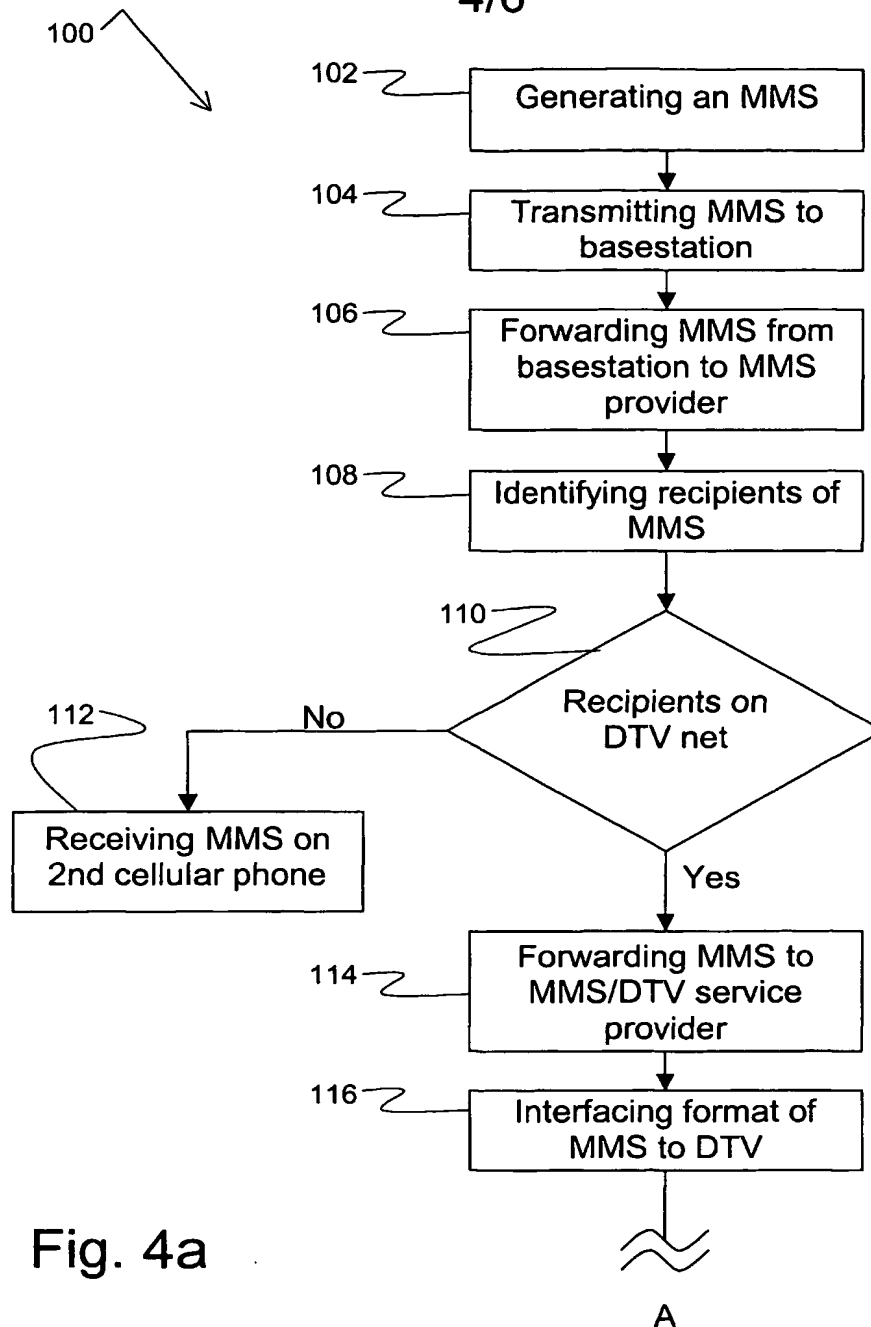 4/6
100
102
Generating an MMS
104
Transmitting MMS to
basestation
106
Forwarding MMS from
basestation to MMS
provider
108
Identifying recipients of
MMS
110
Recipients on
DTV net
No
112
Receiving MMS on
2nd cellular phone
Yes
114
Forwarding MMS to
MMS/DTV service
provider
116
Interfacing format of
MMS to DTV
Fig. 4a
A